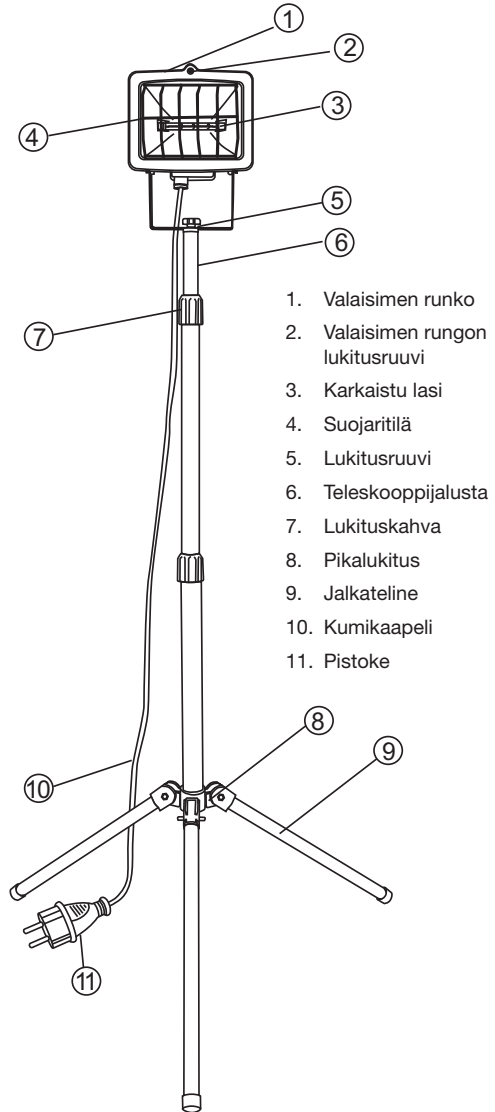 1
2
3
4
5
6
7
1. Valaisimen runko
2. Valaisimen rungon
lukitusruuvi
3. Karkaistu lasi
4. Suojaritilä
5. Lukitusruuvi
6. Teleskooppijalusta
7. Lukituskahva
8. Pikalukitus
9. Jalkateline
10. Kumikaapeli
11. Pistoke
8
9
10
11